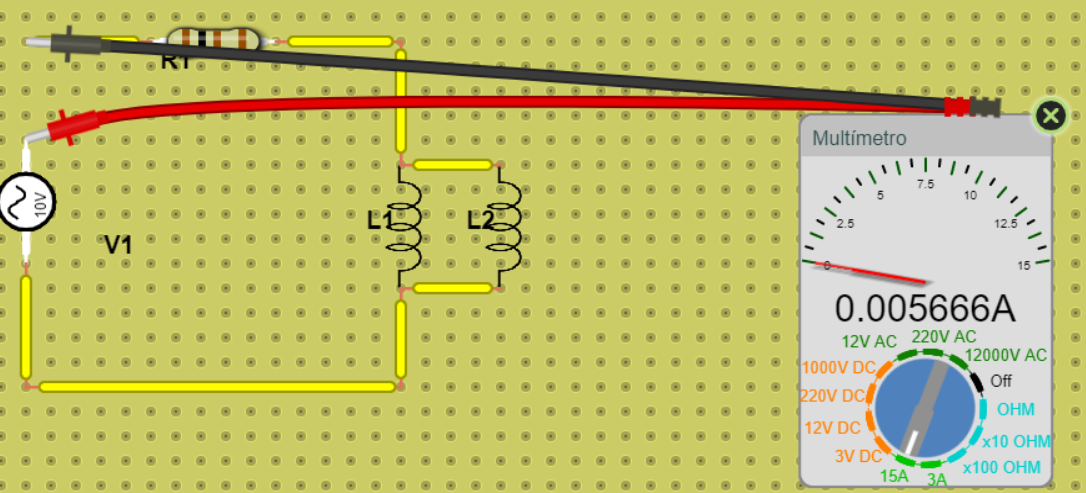 R1
10V
V1
L1
L2
Multímetro
0
2.5
5
7.5
10
12.5
15
0.005666A
12V AC
220V AC
12000V AC
1000V DC
Off
220V DC
OHM
12V DC
x10 OHM
3V DC
x100 OHM
15A
3A